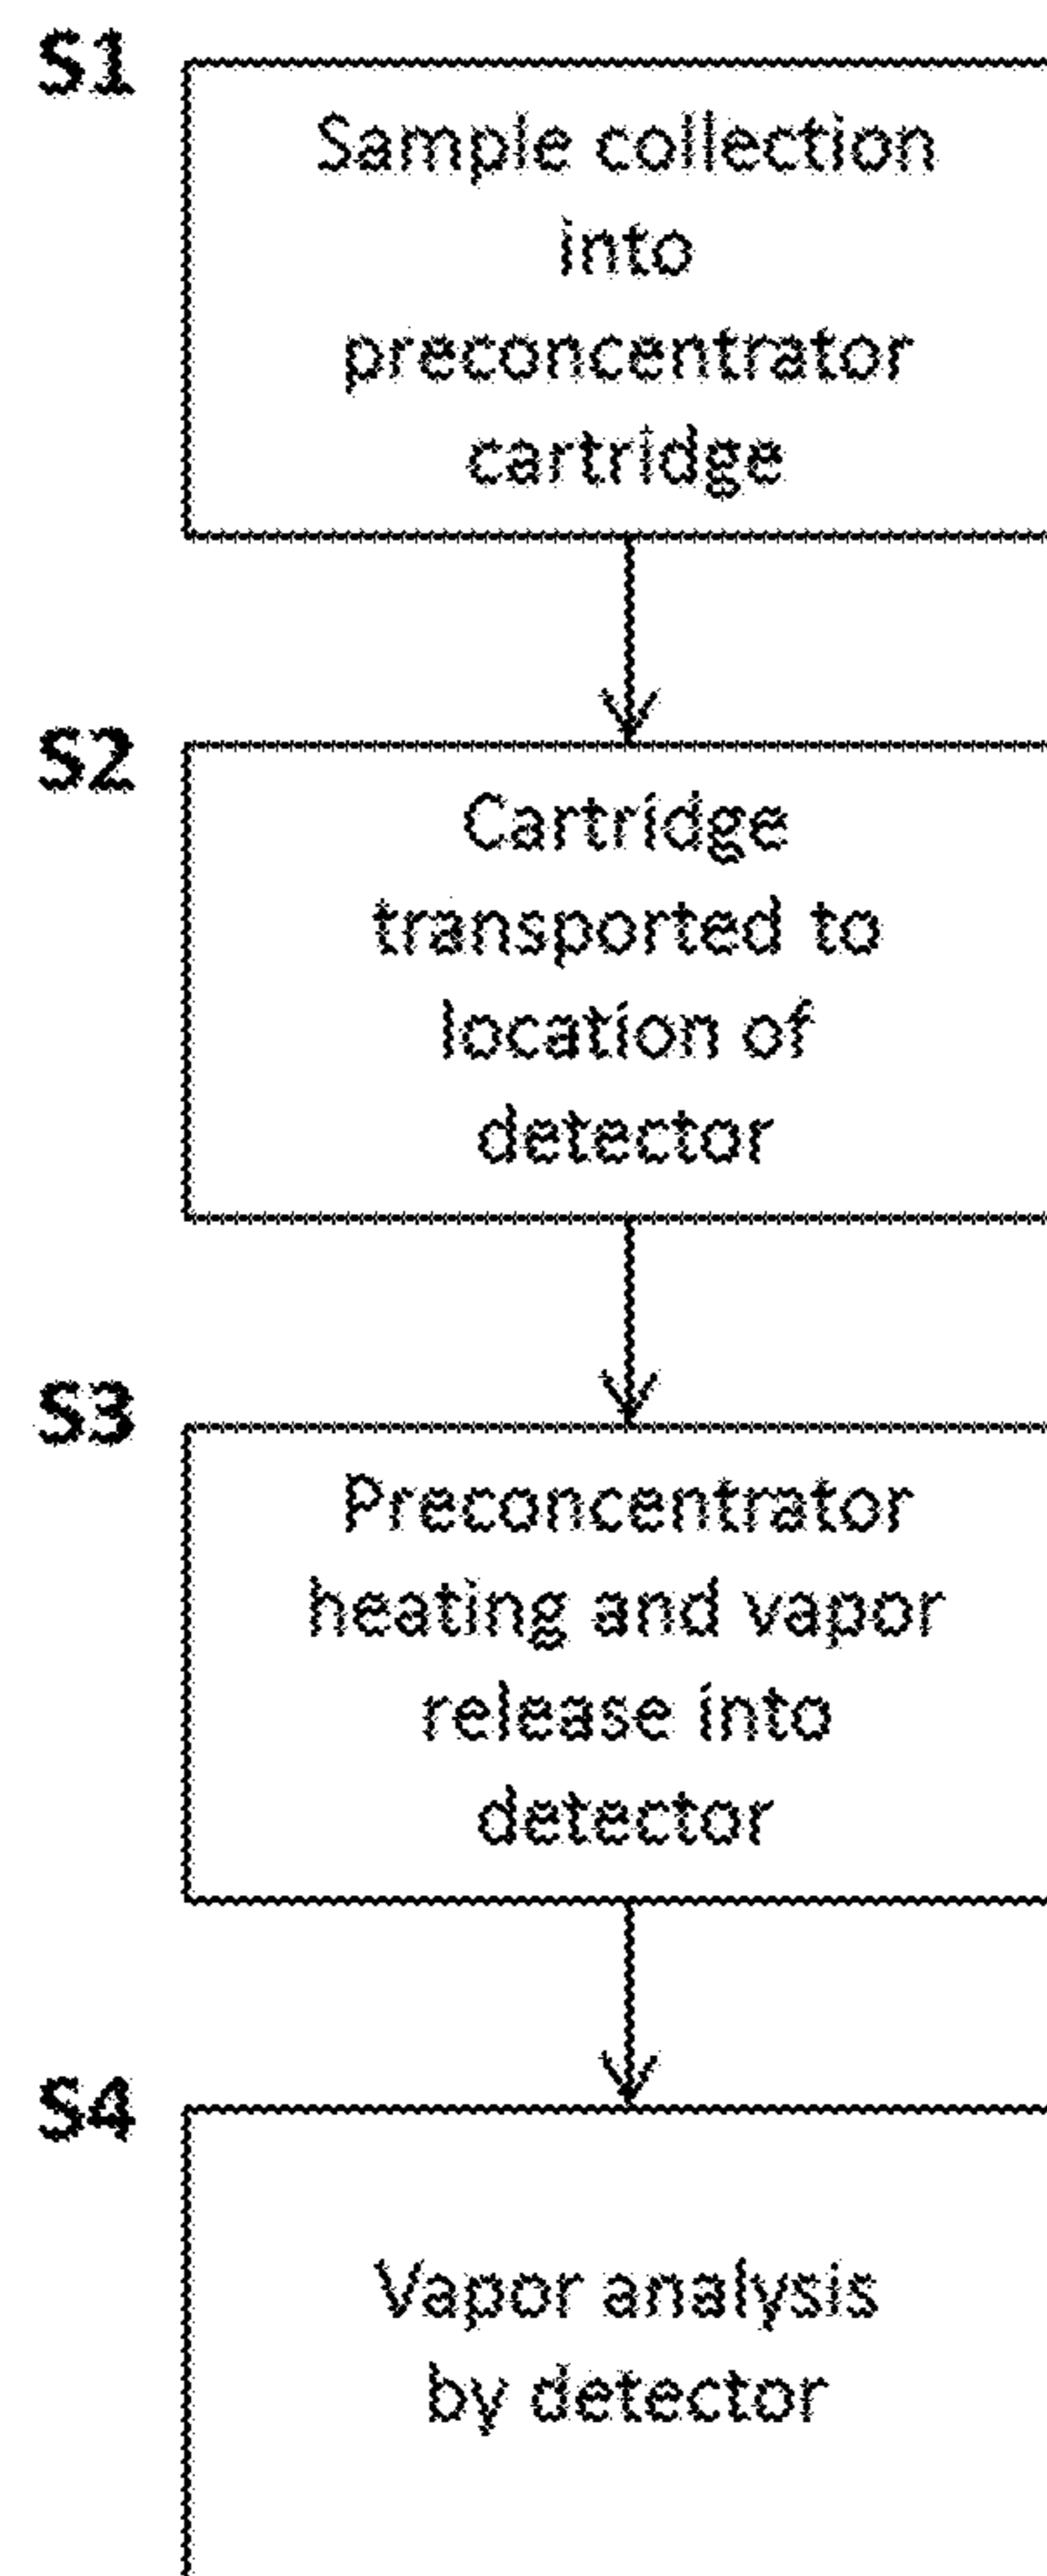 S1
Sample collection
into
preconcentrator
cartridge
S2
Cartridge
transported to
location of
detector
S3
Preconcentrator
heating and vapor
release into
detector
S4
Vapor analysis
by detector